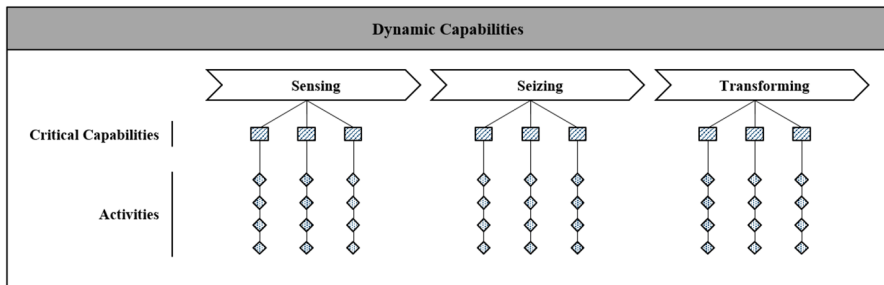 Dynamic Capabilities
Sensing
Seizing
Transforming
Critical Capabilities
Activities